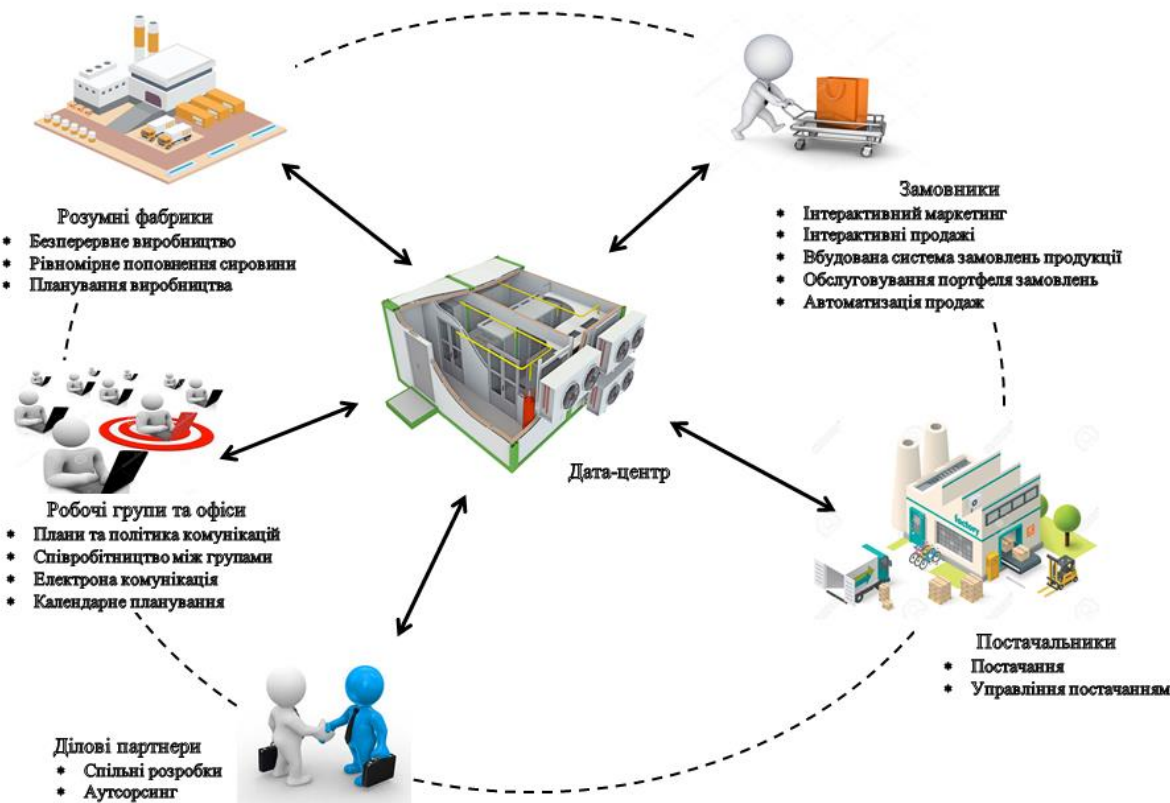 Розумні фабрики
* Безперервне виробництво
* Рівномірне поповнення сировини
* Планування виробництва
Замовники
* Інтерактивний маркетинг
* Інтерактивні продажі
* Вбудована система замовлень продукції
* Обслуговування портфеля замовлень
* Автоматизація продаж
Дата-центр
Робочі групи та офіси
* Плани та політика комунікацій
* Співробітництво між групами
* Електрона комунікація
* Календарне планування
factory
Постачальники
* Постачання
* Управління постачанням
Ділові партнери
* Спільні розробки
* Аутсорсинг